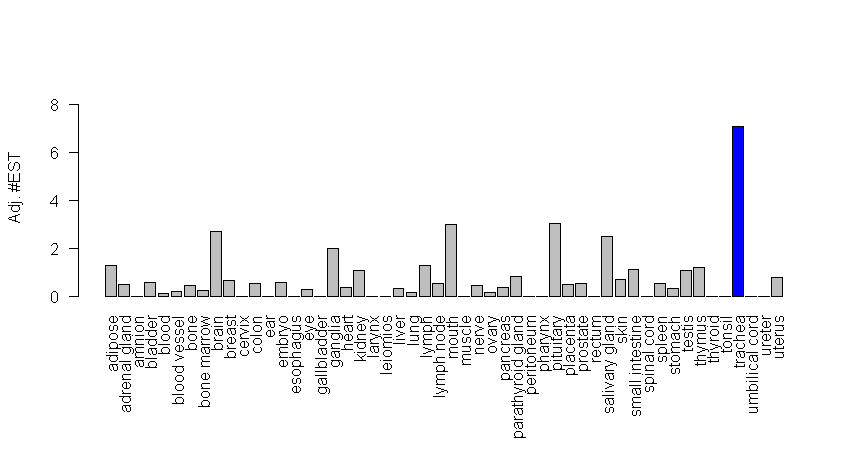 Adj. #EST
8
6
4
2
0
adipose
adrenal gland
amnion
bladder
blood
blood vessel
bone
bone marrow
brain
breast
cervix
colon
ear
embryo
esophagus
eye
gallbladder
ganglia
heart
kidney
larynx
leiomios
liver
lung
lymph
lymph node
mouth
muscle
nerve
ovary
pancreas
parathyroid gland
peritoneum
pharynx
pituitary
placenta
prostate
rectum
salivary gland
skin
small intestine
spinal cord
spleen
stomach
testis
thymus
thyroid
tonsil
trachea
umbilical cord
ureter
uterus